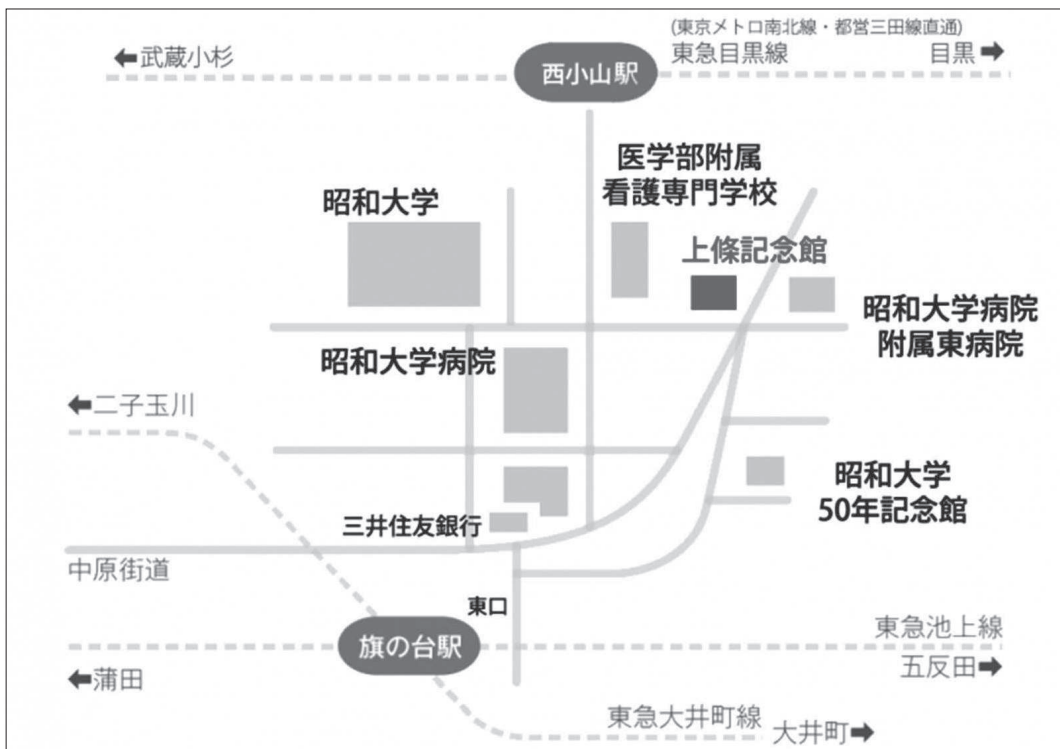 (東京メトロ南北線・都営三田線直通)
←武蔵小杉
東急目黒線
目黒→
西小山駅
医学部附属
看護専門学校
昭和大学
上條記念館
昭和大学病院
附属東病院
昭和大学病院
←二子玉川
昭和大学
50年記念館
三井住友銀行
中原街道
東口
東急池上線
旗の台駅
←蒲田
五反田→
東急大井町線
大井町→